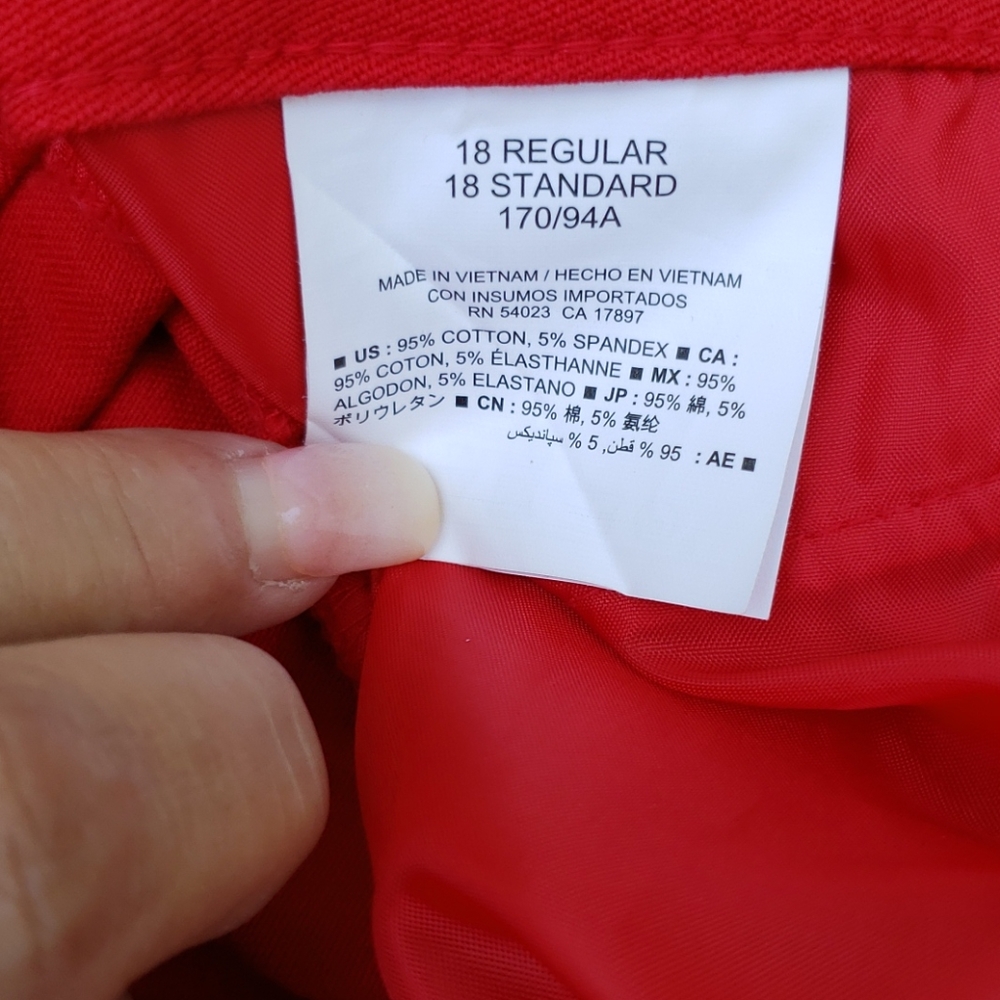 18 REGULAR
18 STANDARD
170/94A
MADE IN VIETNAM / HECHO EN VIETNAM
CON INSUMOS IMPORTADOS
RN 54023 CA 17897
■ US : 95% COTTON, 5% SPANDEX ■ CA :
95% COTON, 5% ÉLASTHANNE ■ MX : 95%
ALGODON, 5% ELASTANO ■ JP : 95% 綿, 5%
ポリウレタン ■ CN : 95% 棉, 5% 氨纶
■ AE : 95 % قطن, 5 % سپاندیکس